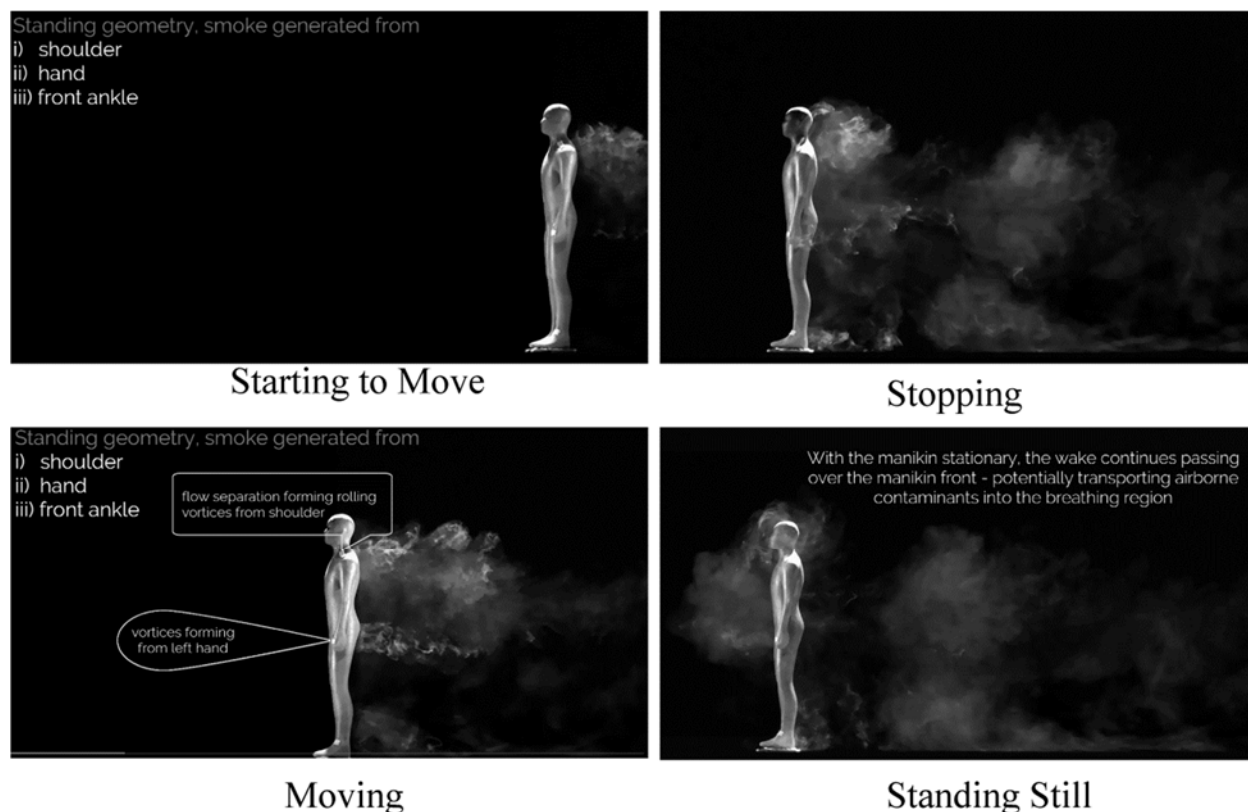 Standing geometry, smoke generated from
i) shoulder
ii) hand
iii) front ankle
Starting to Move
Stopping
Standing geometry, smoke generated from
i) shoulder
ii) hand
iii) front ankle
flow separation forming rolling
vortices from shoulder
vortices forming
from left hand
Moving
With the manikin stationary, the wake continues passing
over the manikin front - potentially transporting airborne
contaminants into the breathing region
Standing Still